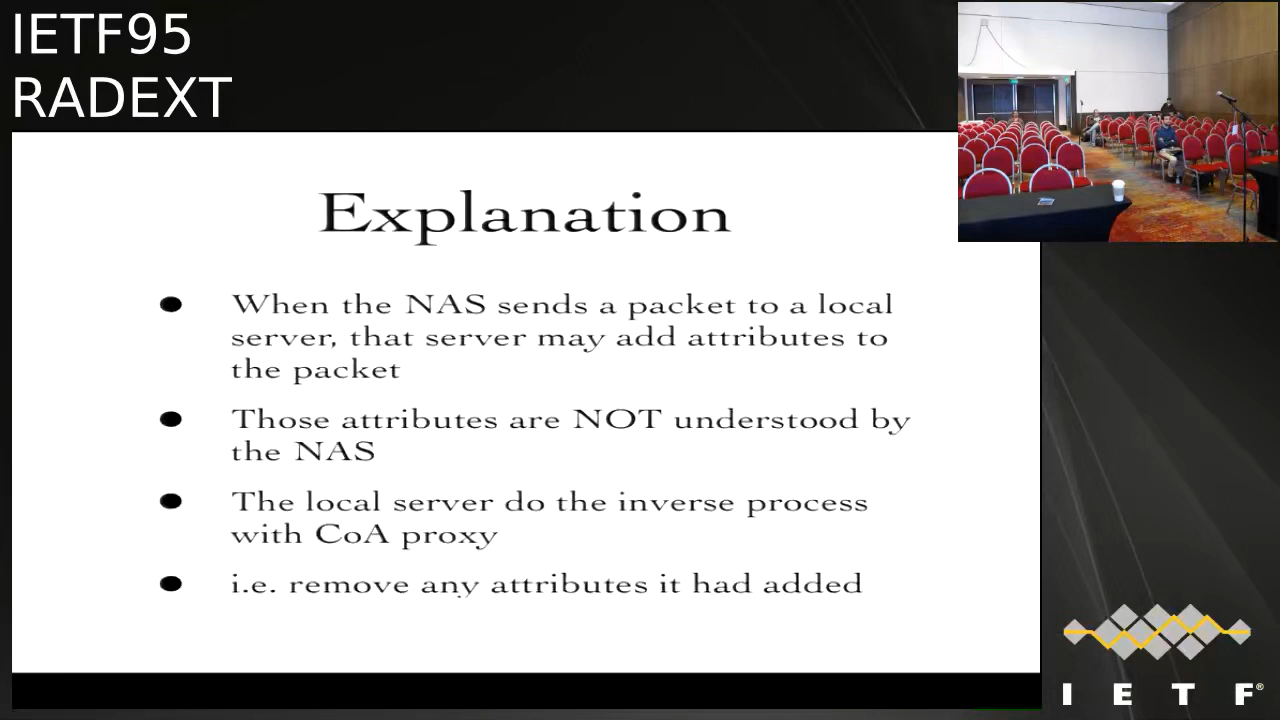 IETF95
RADEXT
Explanation
When the NAS sends a packet to a local
server, that server may add attributes to
the packet
Those attributes are NOT understood by
the NAS
The local server do the inverse process
with CoA proxy
i.e. remove any attributes it had added
I E T F®